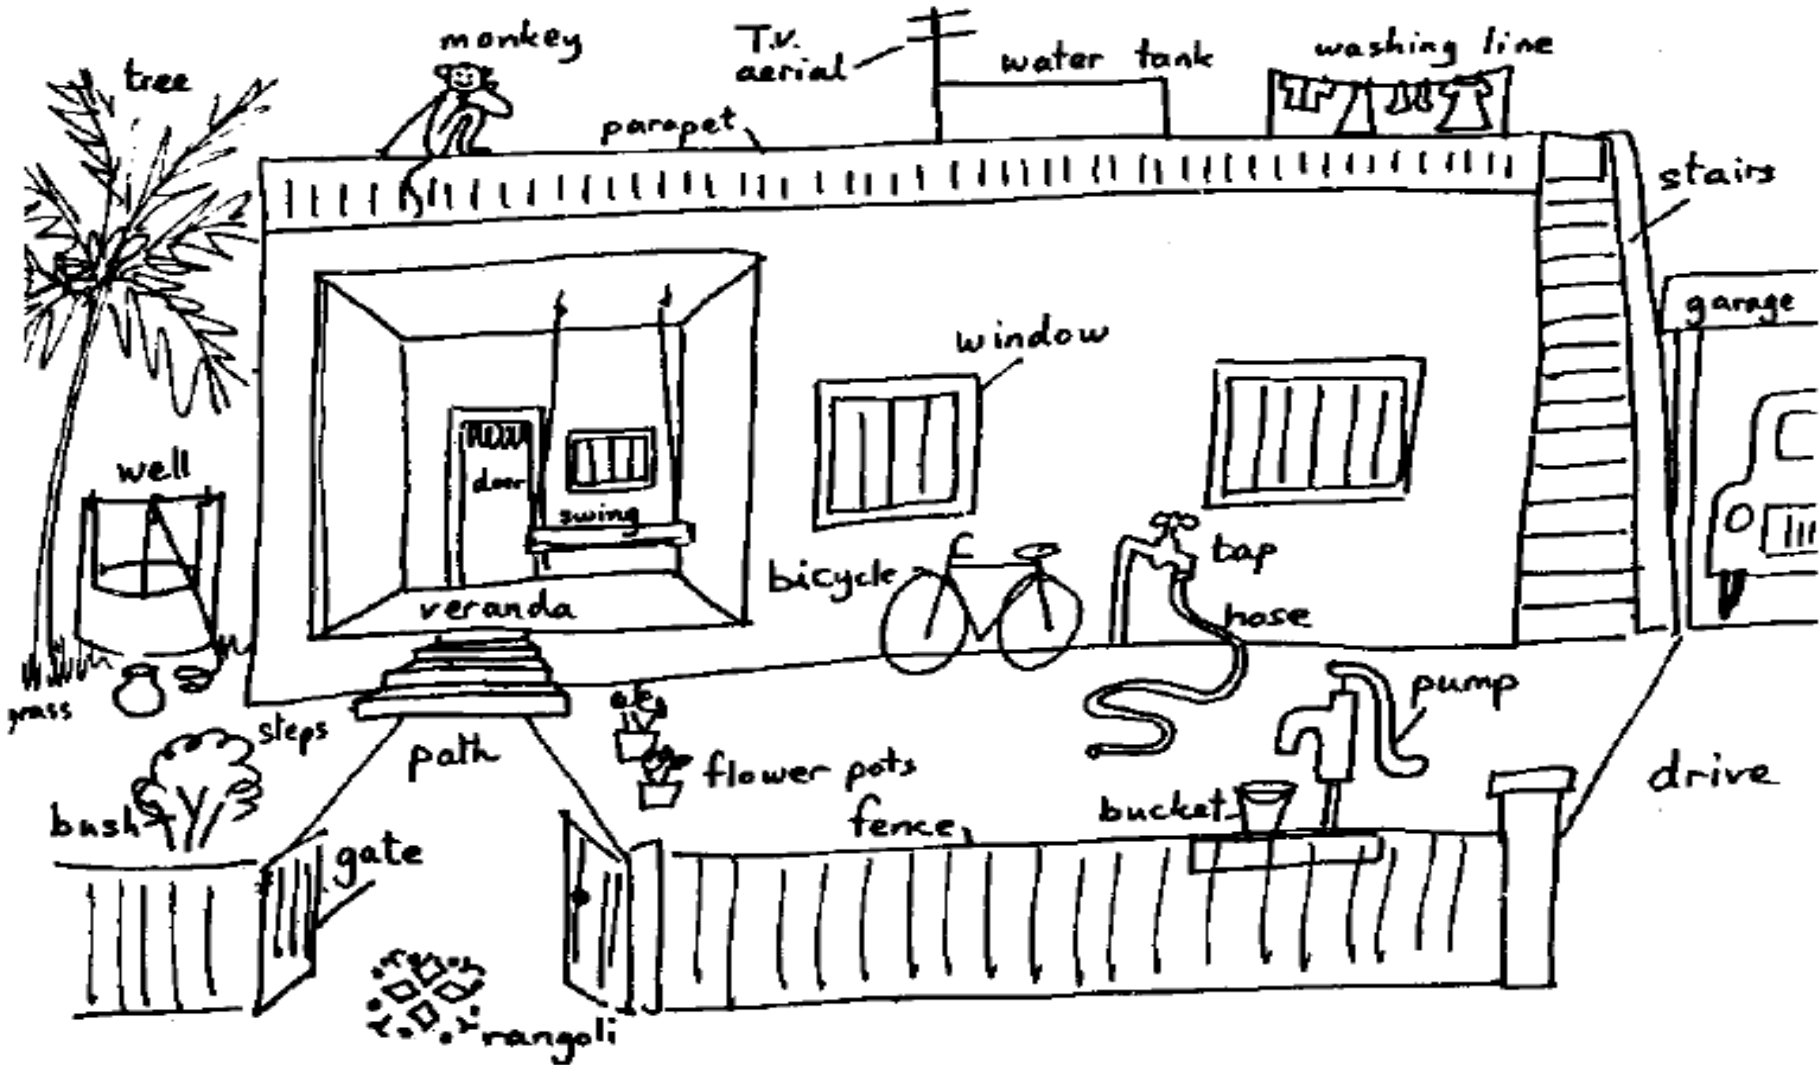 monkey
T.V.
aerial
water tank
washing line
tree
parapet
stairs
garage
window
well
door
swing
tap
bicycle
veranda
hose
pump
grass
steps
path
flower pots
drive
bush
bucket
fence
gate
rangoli